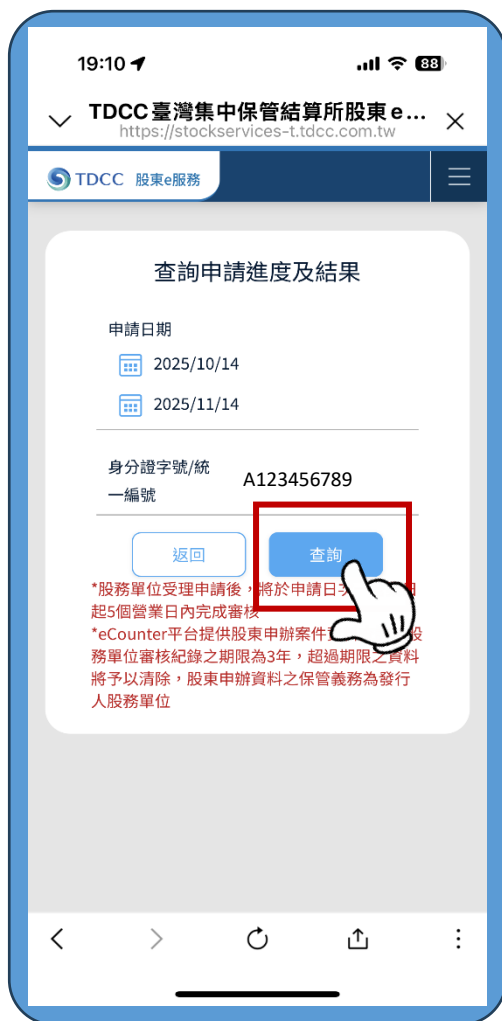 19:10
88
TDCC臺灣集中保管結算所股東e...
https://stockservices-t.tdcc.com.tw
TDCC 股東e服務
查詢申請進度及結果
申請日期
2025/10/14
2025/11/14
身分證字號/統
一編號
A123456789
返回
查詢
*股務單位受理申請後，將於申請日
起5個營業日內完成審核
*eCounter平台提供股東申辦案件
務單位審核紀錄之期限為3年，超過期限之資料
將予以清除，股東申辦資料之保管義務為發行
人股務單位